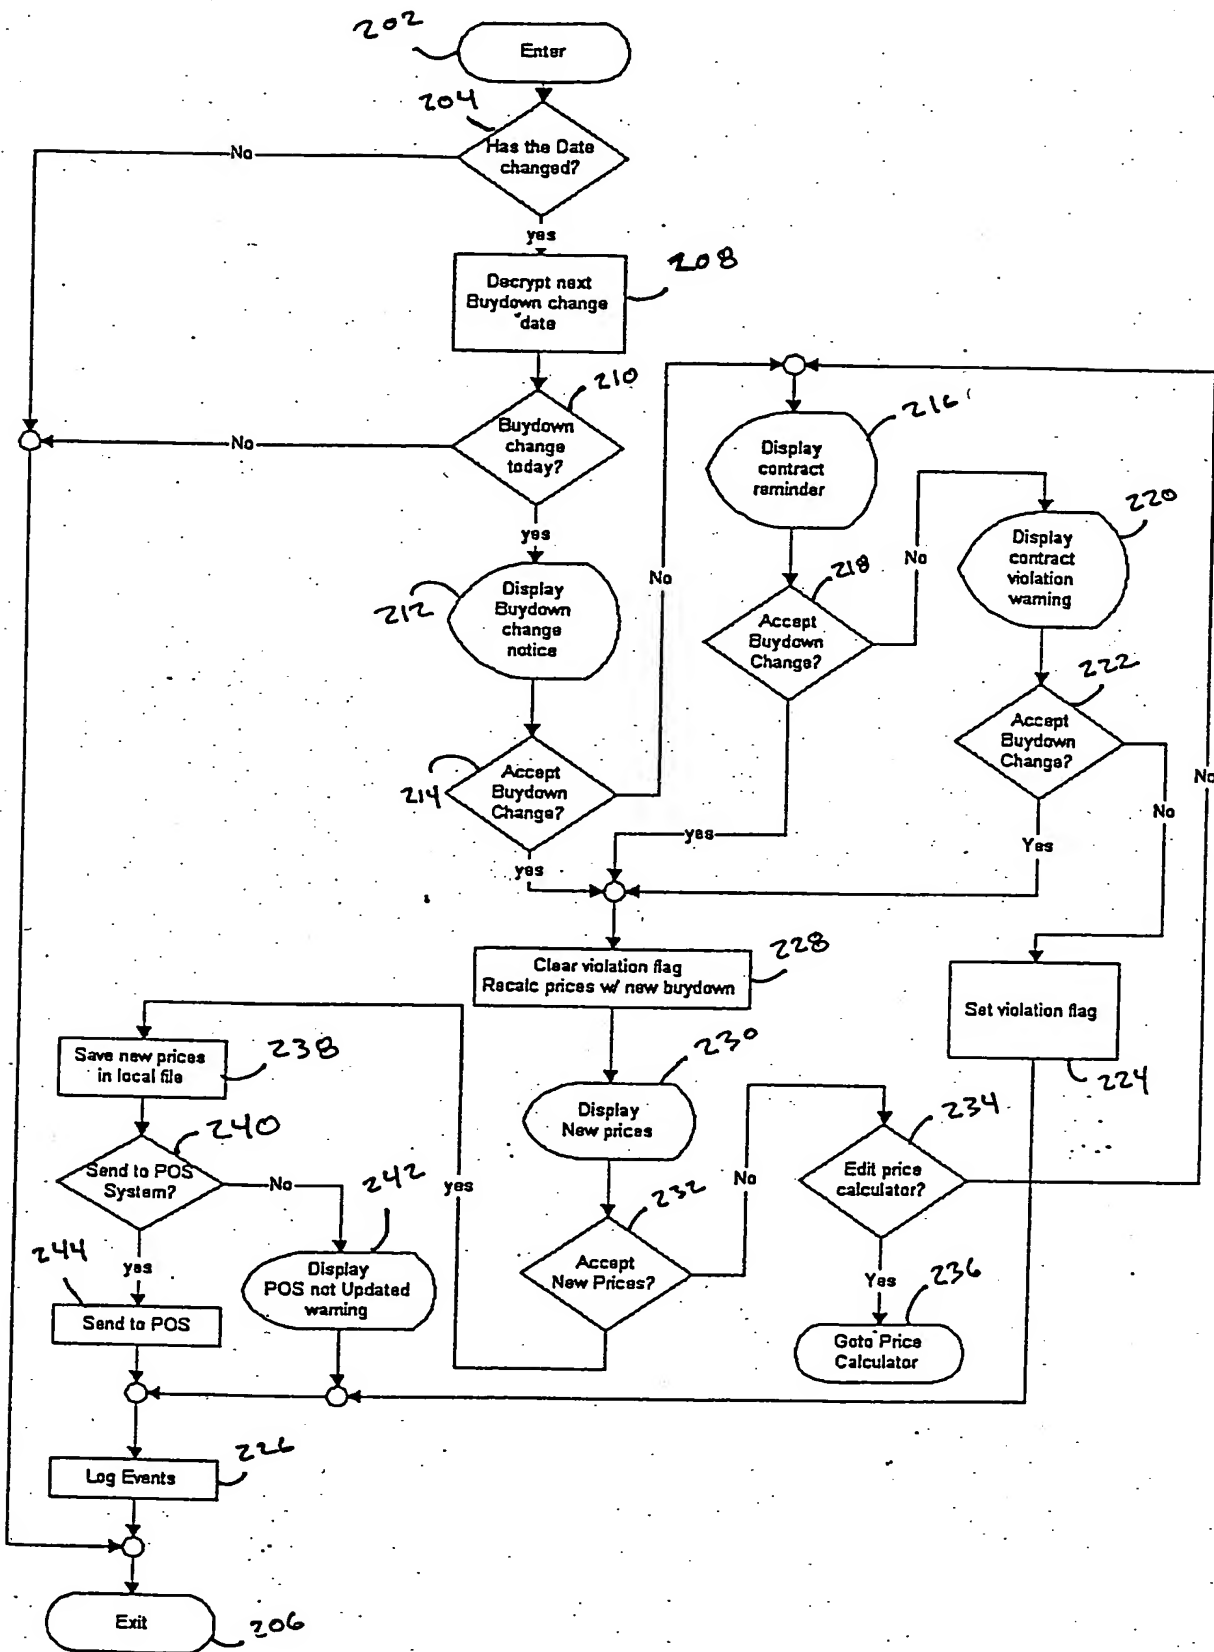 202
Enter
204
Has the Date
changed?
No
yes
208
Decrypt next
Buydown change
date
210
Buydown
change
today?
No
yes
216
Display
contract
reminder
220
Display
contract
violation
warning
212
Display
Buydown
change
notice
No
218
Accept
Buydown
Change?
No
222
Accept
Buydown
Change?
No
No
214
Accept
Buydown
Change?
yes
yes
Yes
228
Clear violation flag
Recalc prices w/ new buydown
Set violation flag
224
238
Save new prices
in local file
230
Display
New prices
234
Edit price
calculator?
No
240
Send to POS
System?
No
yes
242
Display
POS not Updated
warning
yes
232
Accept
New Prices?
Yes
236
Goto Price
Calculator
244
Send to POS
226
Log Events
Exit
206